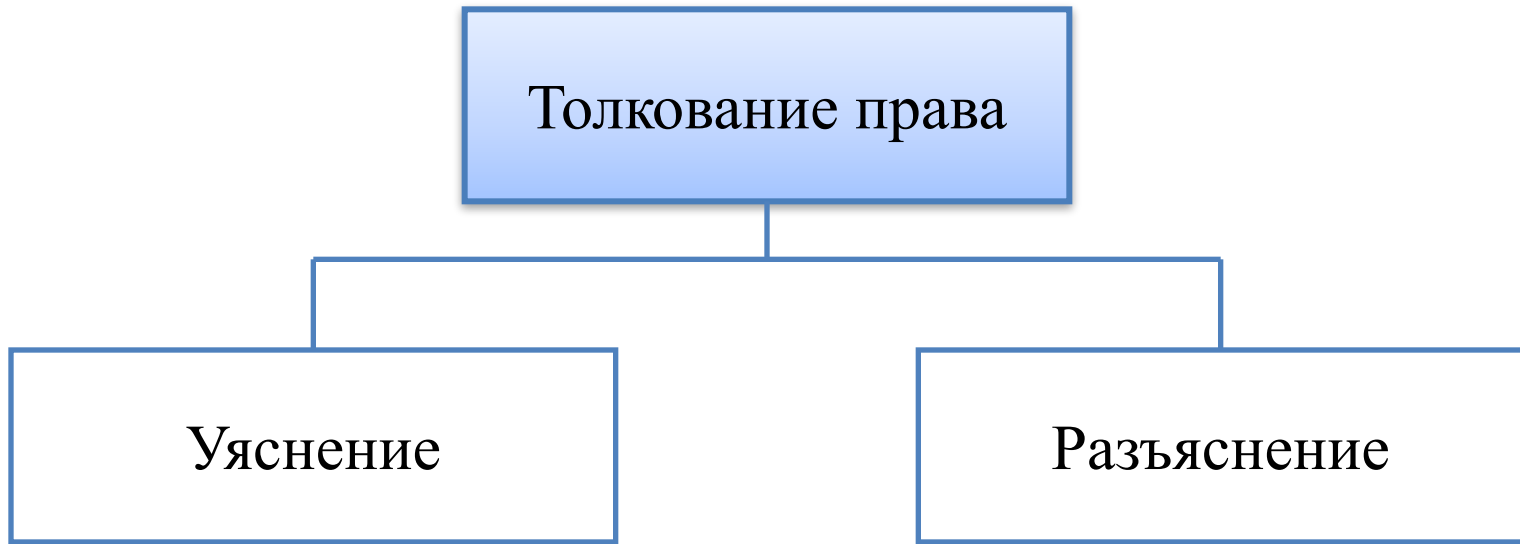 Толкование права
Уяснение
Разъяснение